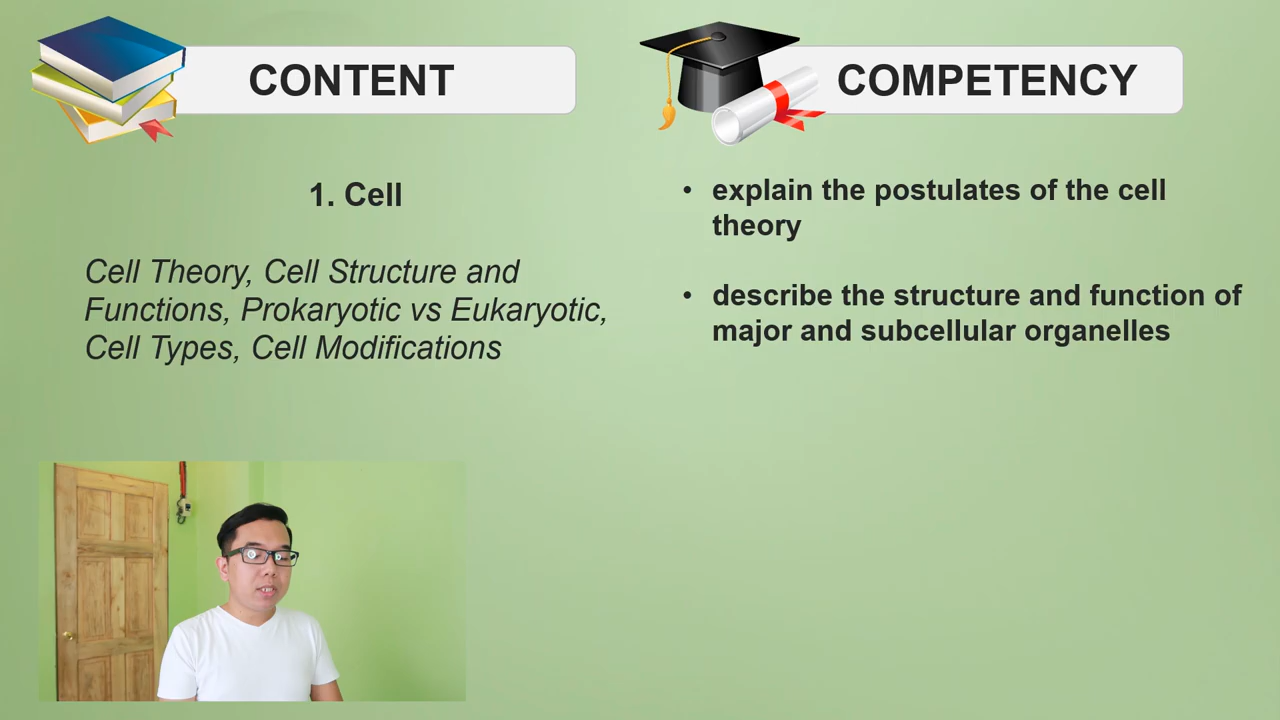 CONTENT
1. Cell
Cell Theory, Cell Structure and
Functions, Prokaryotic vs Eukaryotic,
Cell Types, Cell Modifications
COMPETENCY
• explain the postulates of the cell
theory
• describe the structure and function of
major and subcellular organelles